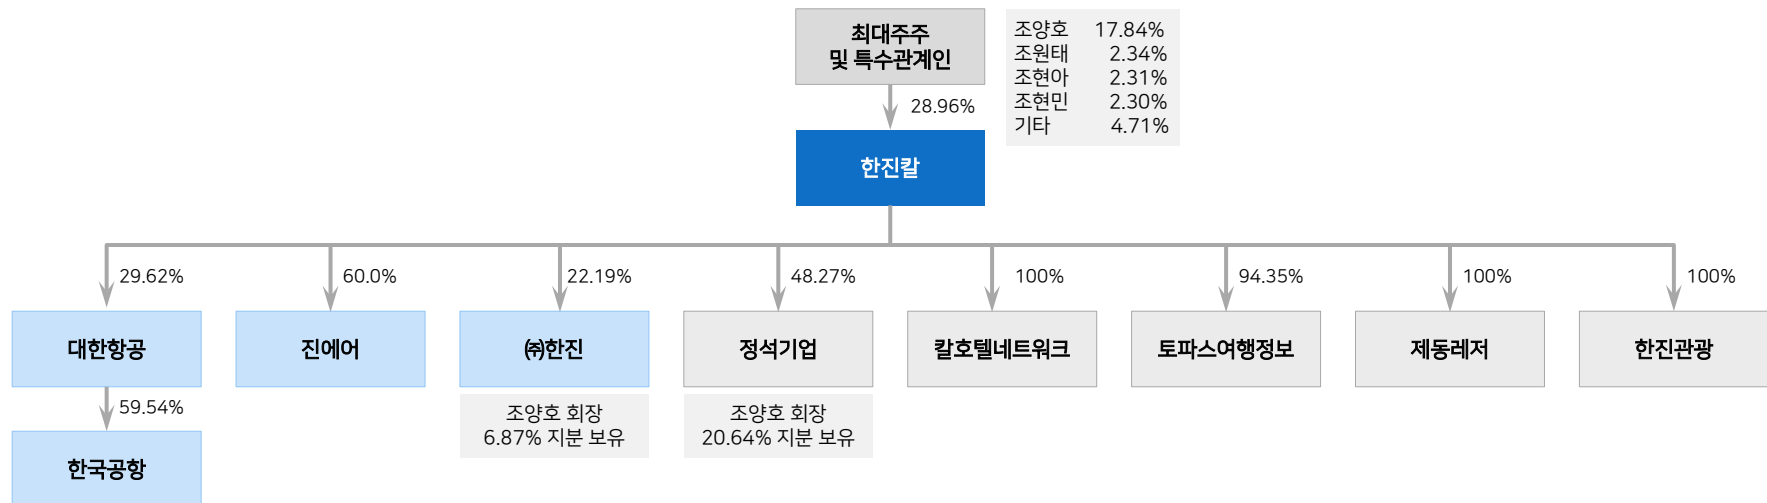 최대주주
및 특수관계인
조양호 17.84%
조원태 2.34%
조현아 2.31%
조현민 2.30%
기타 4.71%
28.96%
한진칼
29.62%
60.0%
22.19%
48.27%
100%
94.35%
100%
100%
대한항공
진에어
㈜한진
정석기업
칼호텔네트워크
토파스여행정보
제동레저
한진관광
59.54%
조양호 회장
6.87% 지분 보유
조양호 회장
20.64% 지분 보유
한국공항